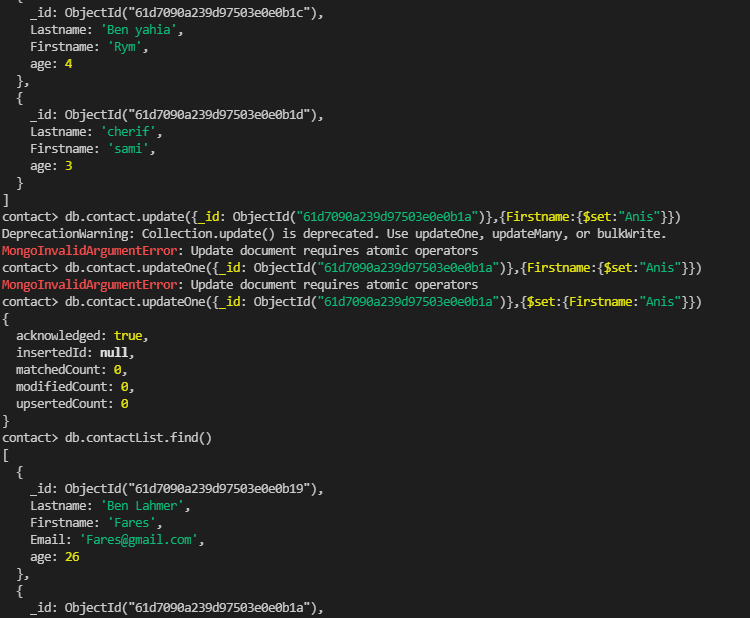 {
_id: ObjectId("61d7090a239d97503e0e0b1c"),
Lastname: 'Ben yahia',
Firstname: 'Rym',
age: 4
},
{
_id: ObjectId("61d7090a239d97503e0e0b1d"),
Lastname: 'cherif',
Firstname: 'sami',
age: 3
}
]
contact> db.contact.update({_id: ObjectId("61d7090a239d97503e0e0b1a")},{Firstname:{$set:"Anis"}})
DeprecationWarning: Collection.update() is deprecated. Use updateOne, updateMany, or bulkWrite.
MongoInvalidArgumentError: Update document requires atomic operators
contact> db.contact.updateOne({_id: ObjectId("61d7090a239d97503e0e0b1a")},{Firstname:{$set:"Anis"}})
MongoInvalidArgumentError: Update document requires atomic operators
contact> db.contact.updateOne({_id: ObjectId("61d7090a239d97503e0e0b1a")},{$set:{Firstname:"Anis"}})
{
acknowledged: true,
insertedId: null,
matchedCount: 0,
modifiedCount: 0,
upsertedCount: 0
}
contact> db.contactList.find()
[
{
_id: ObjectId("61d7090a239d97503e0e0b19"),
Lastname: 'Ben Lahmer',
Firstname: 'Fares',
Email: 'Fares@gmail.com',
age: 26
},
{
_id: ObjectId("61d7090a239d97503e0e0b1a"),